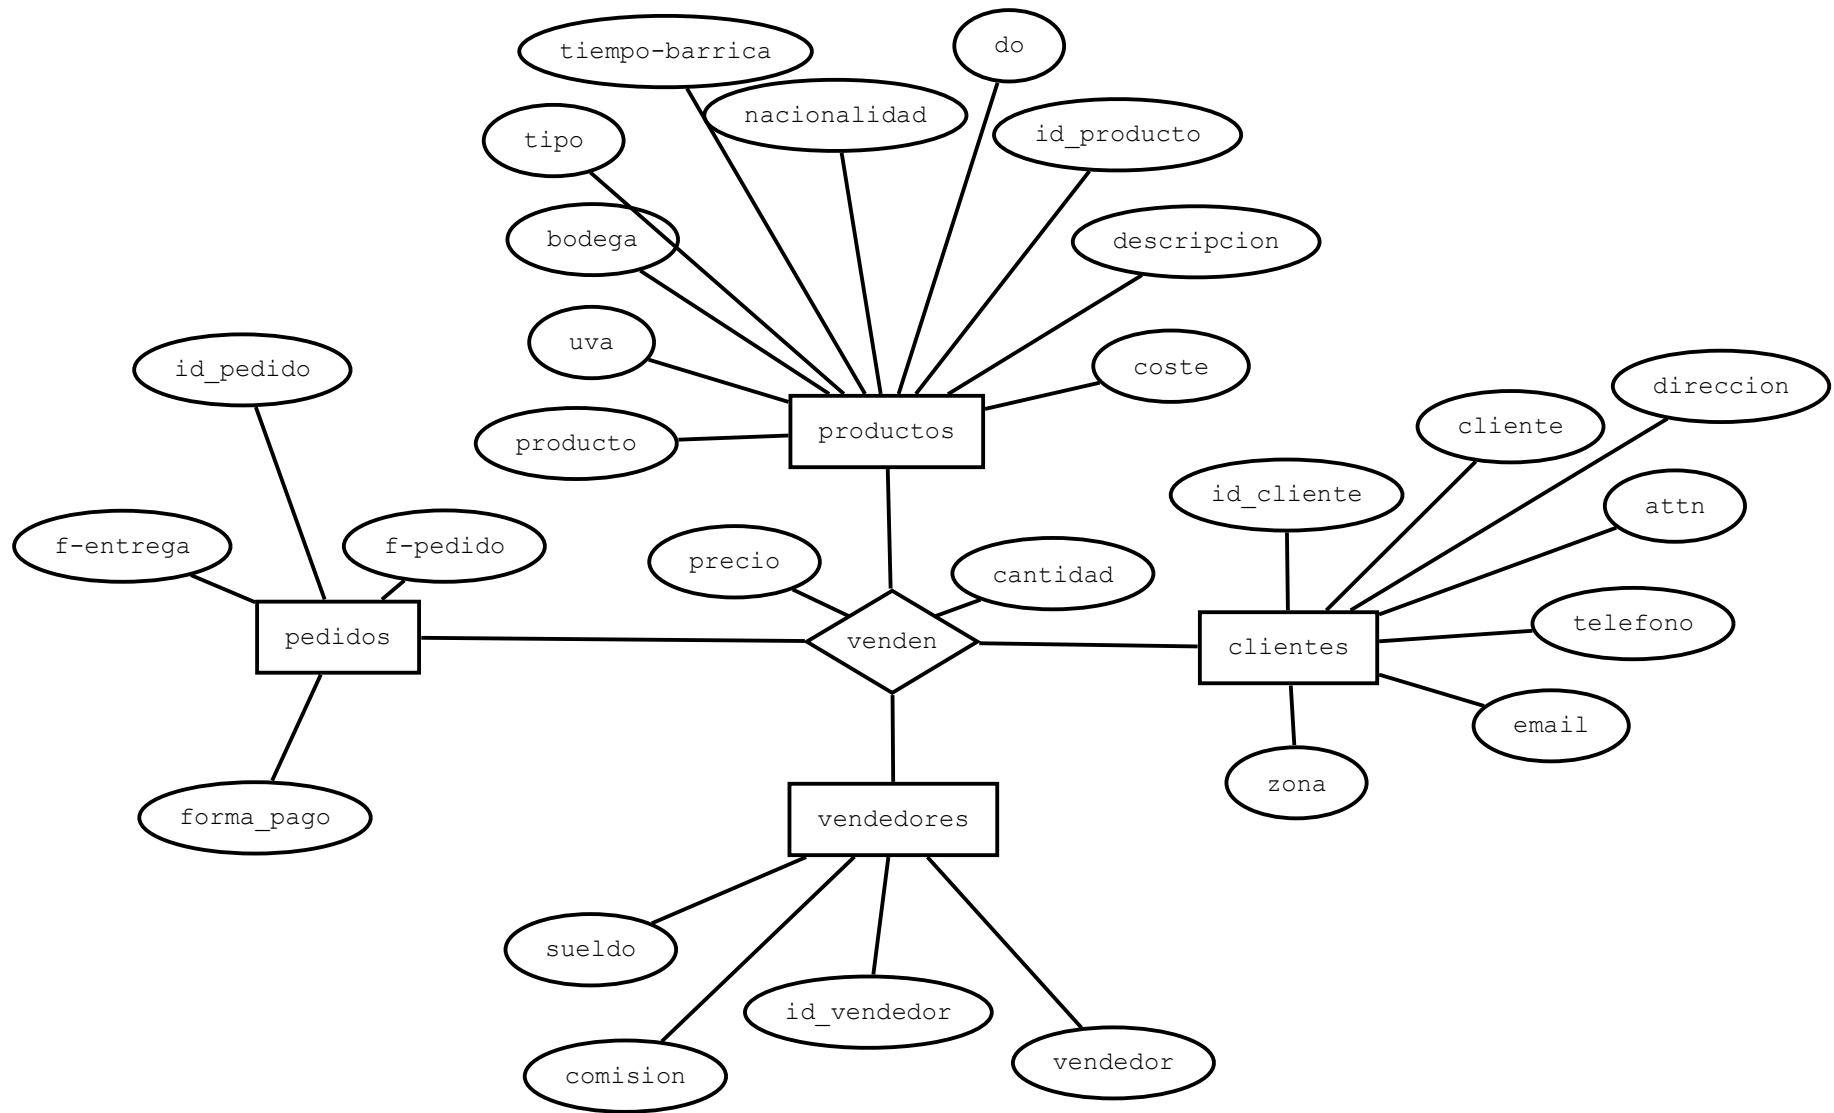 do
tiempo-barrica
nacionalidad
id_producto
tipo
bodega
descripcion
uva
coste
id_pedido
direccion
cliente
productos
producto
id_cliente
attn
f-entrega
f-pedido
precio
cantidad
telefono
pedidos
venden
clientes
email
zona
forma_pago
vendedores
sueldo
id_vendedor
vendedor
comision